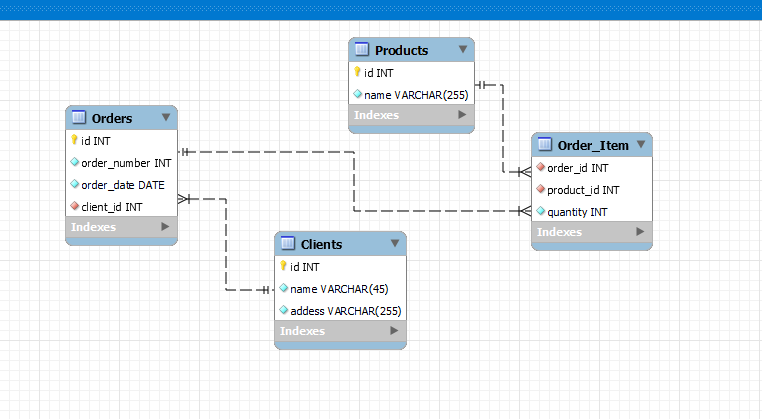 Products
id INT
name VARCHAR(255)
Indexes
Orders
id INT
order_number INT
order_date DATE
client_id INT
Indexes
Order_Item
order_id INT
product_id INT
quantity INT
Indexes
Clients
id INT
name VARCHAR(45)
addess VARCHAR(255)
Indexes